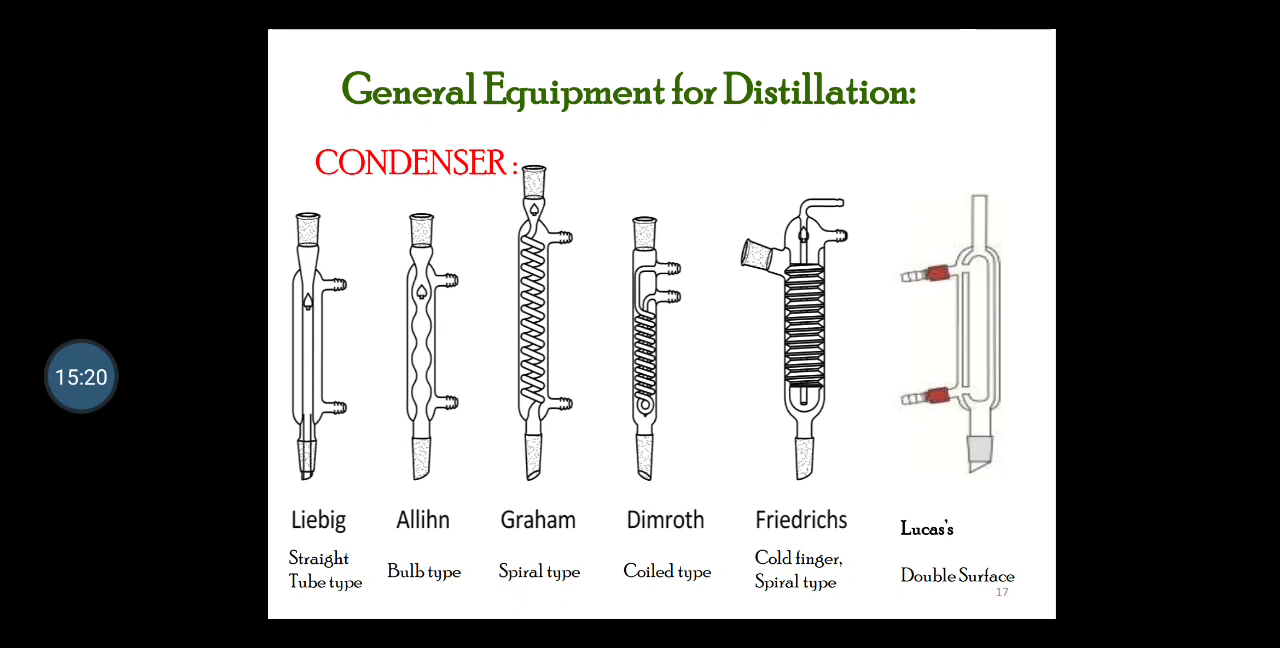 General Equipment for Distillation:
CONDENSER :
15:20
Liebig
Allihn
Graham
Dimroth
Friedrichs
Lucas's
Straight
Tube type
Bulb type
Spiral type
Coiled type
Cold finger,
Spiral type
Double Surface
17